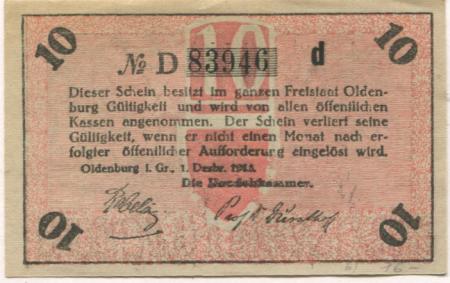 10
10
№ D 83946 d
Dieser Schein besitzt im ganzen Freistaat Olden-
burg Gültigkeit und wird von allen öffentlichen
Kassen angenommen. Der Schein verliert seine
Gültigkeit, wenn er nicht einen Monat nach er-
folgter öffentlicher Aufforderung eingelöst wird.
Oldenburg i. Gr., 1. Dezbr.
Die
10
10
16 -